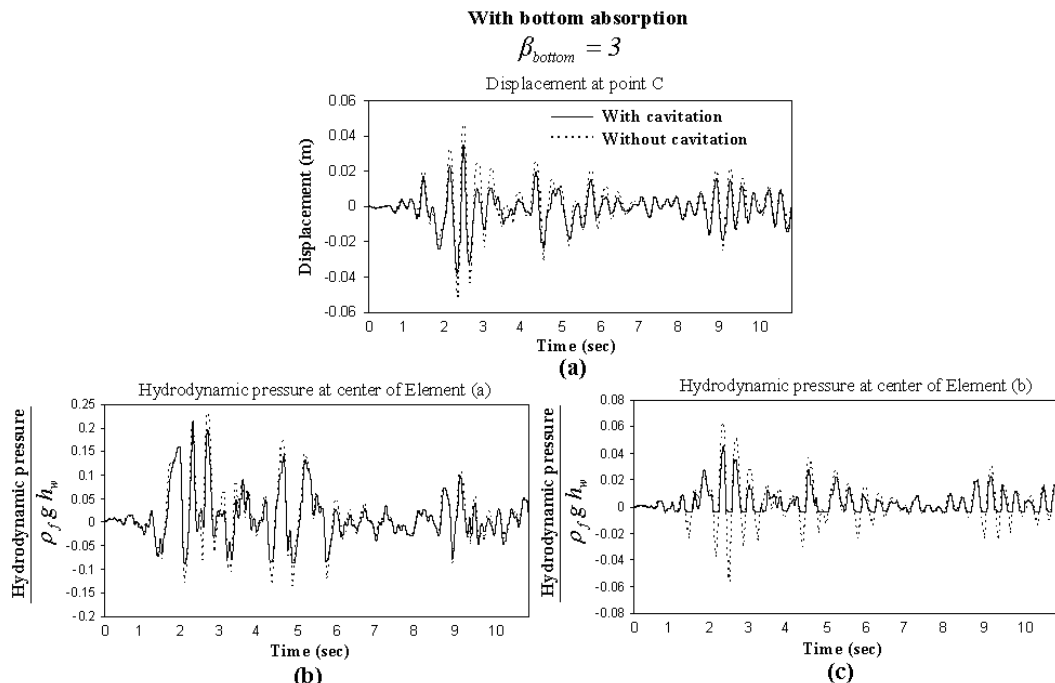 With bottom absorption
β_bottom = 3
Displacement at point C
0.06
0.04
0.02
0
-0.02
-0.04
-0.06
Displacement (m)
With cavitation
Without cavitation
0 1 2 3 4 5 6 7 8 9 10
Time (sec)
(a)
Hydrodynamic pressure at center of Element (a)
Hydrodynamic pressure
ρ_f g h_w
0.25
0.2
0.15
0.1
0.05
0
-0.05
-0.1
-0.15
-0.2
0 1 2 3 4 5 6 7 8 9 10
Time (sec)
(b)
Hydrodynamic pressure at center of Element (b)
Hydrodynamic pressure
ρ_f g h_w
0.08
0.06
0.04
0.02
0
-0.02
-0.04
-0.06
-0.08
0 1 2 3 4 5 6 7 8 9 10
Time (sec)
(c)